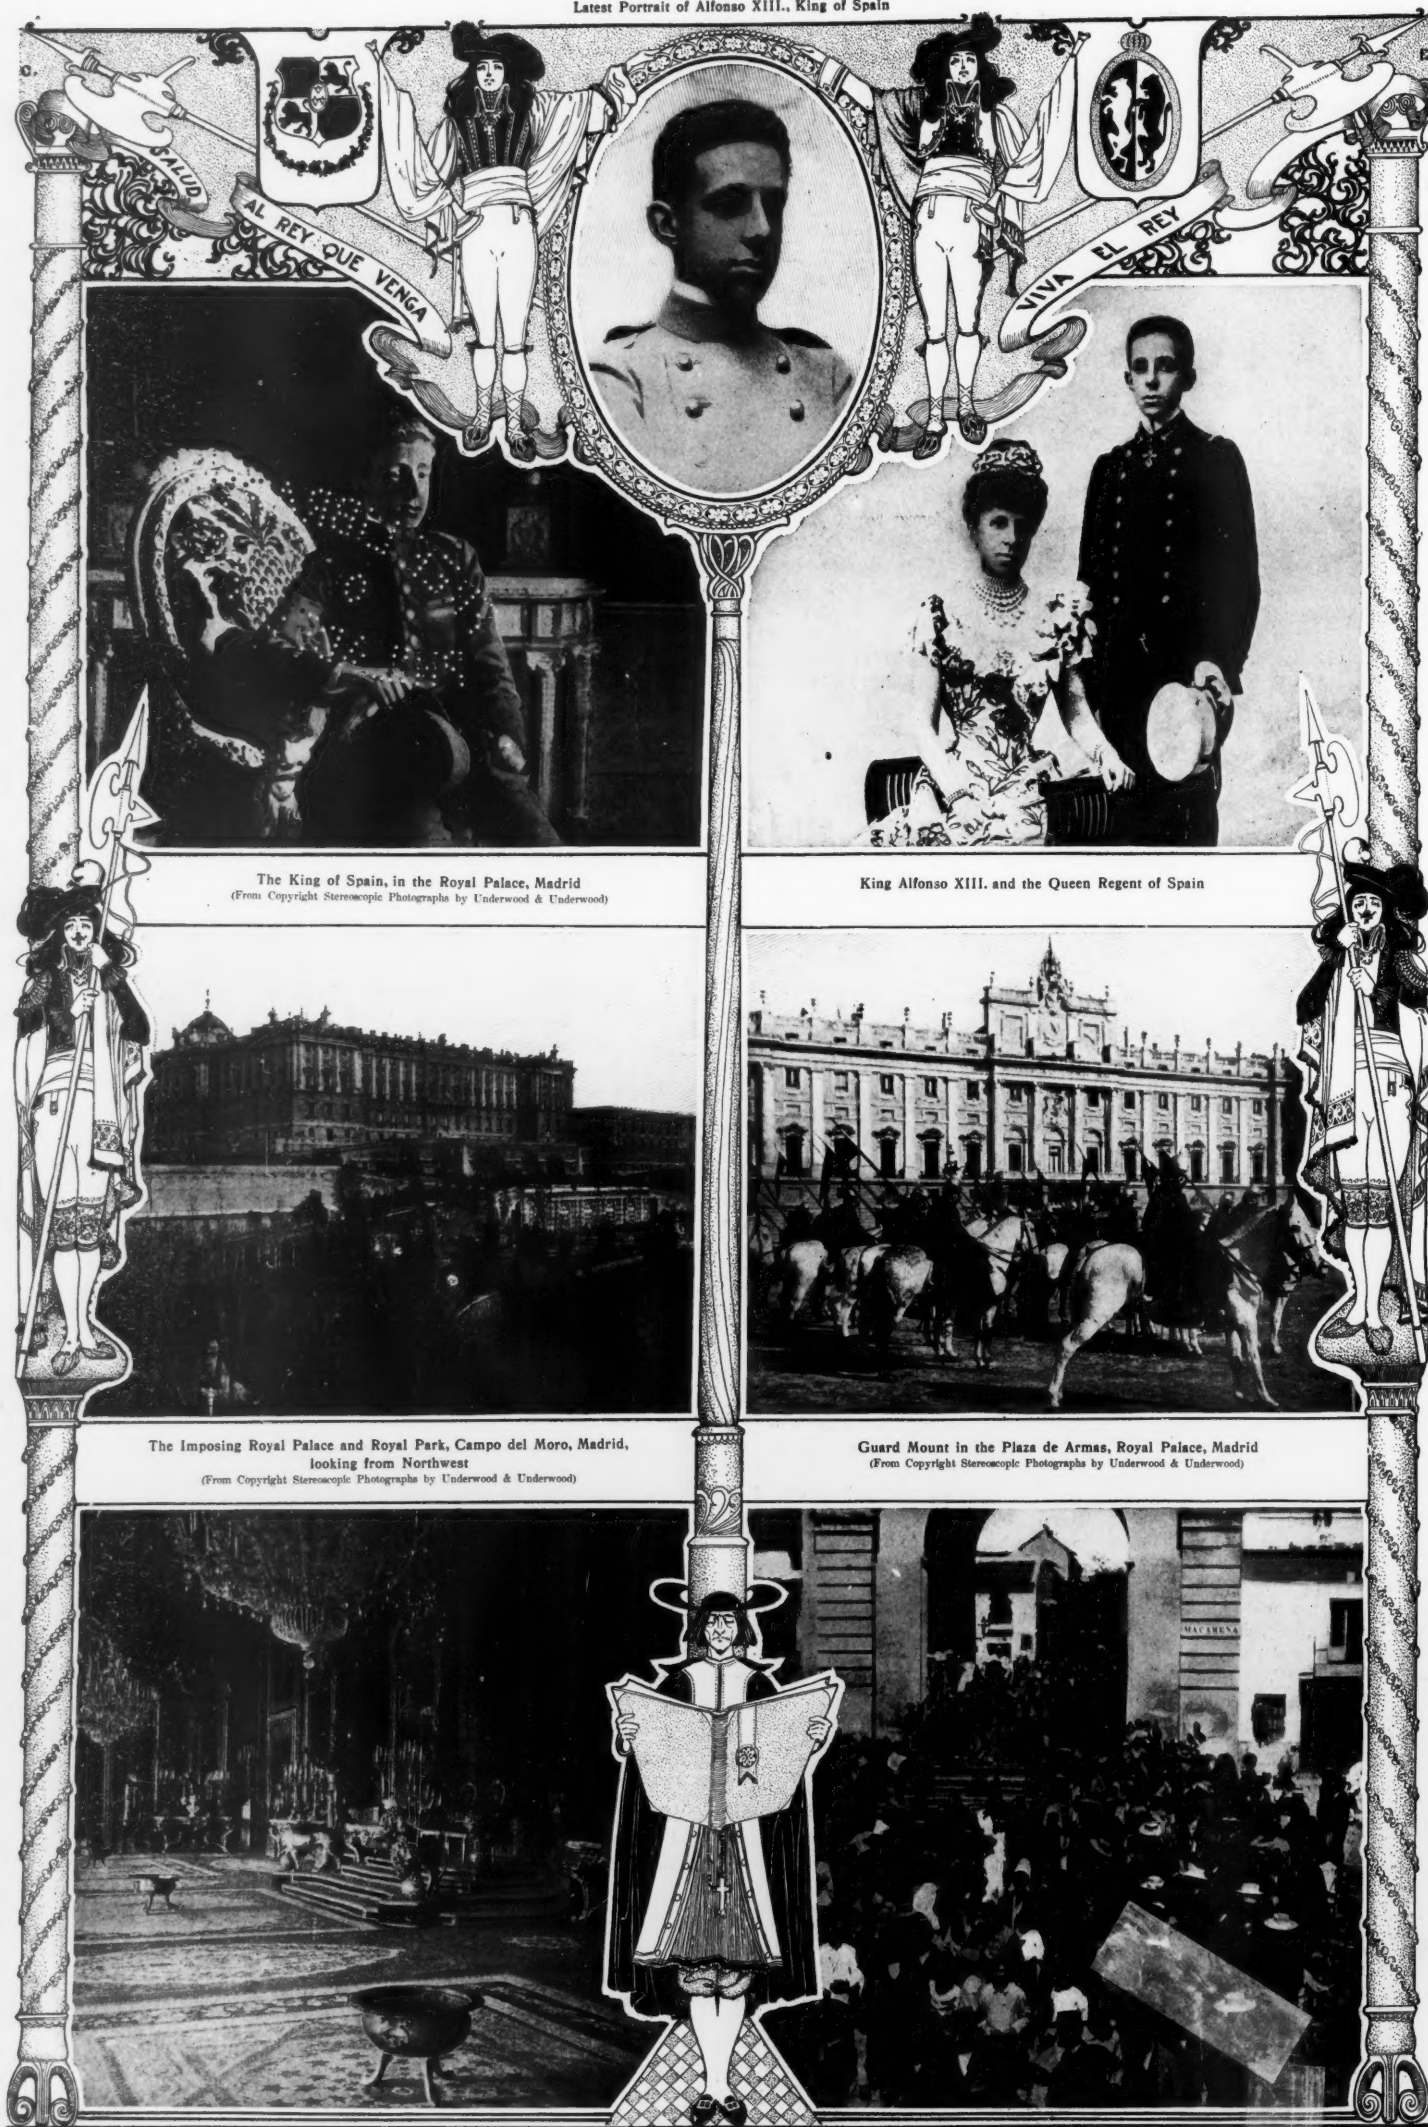 Latest Portrait of Alfonso XIII., King of Spain
C.
SALUD
AL REY QUE VENGA
VIVA EL REY
The King of Spain, in the Royal Palace, Madrid
(From Copyright Stereoscopic Photographs by Underwood & Underwood)
King Alfonso XIII. and the Queen Regent of Spain
The Imposing Royal Palace and Royal Park, Campo del Moro, Madrid,
looking from Northwest
(From Copyright Stereoscopic Photographs by Underwood & Underwood)
Guard Mount in the Plaza de Armas, Royal Palace, Madrid
(From Copyright Stereoscopic Photographs by Underwood & Underwood)
MACARENA